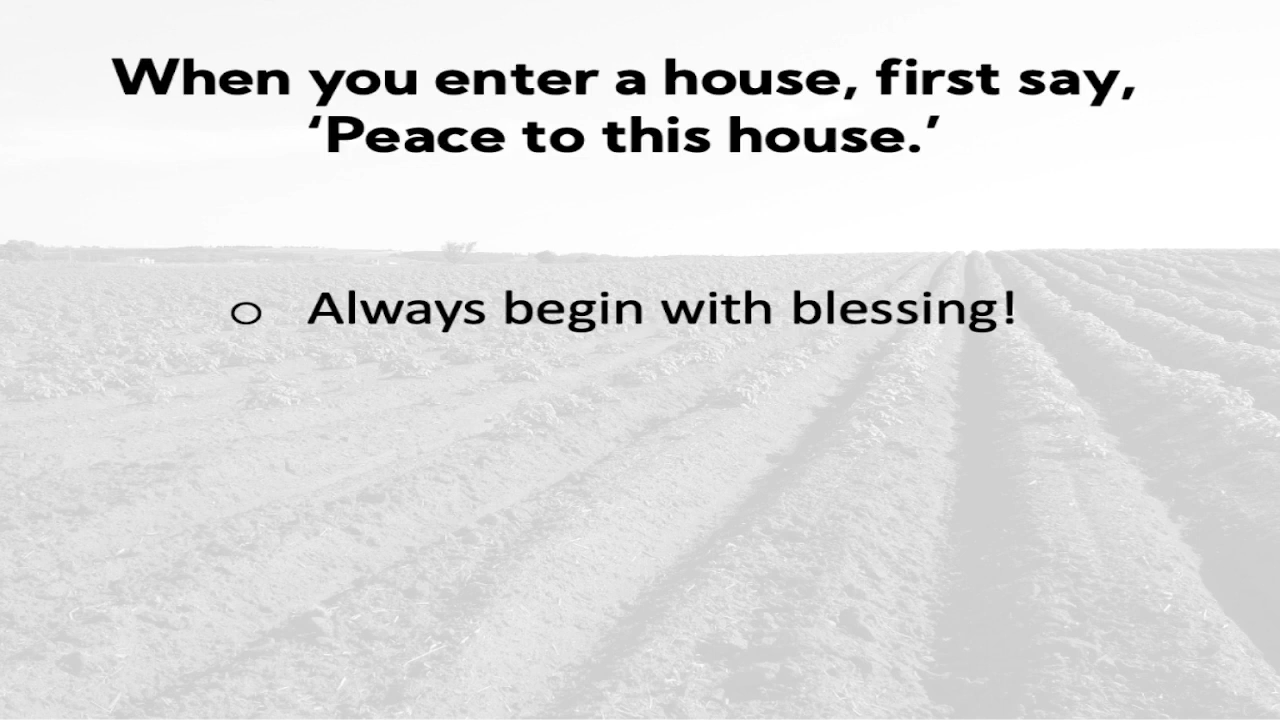 When you enter a house, first say,
‘Peace to this house.’
o Always begin with blessing!